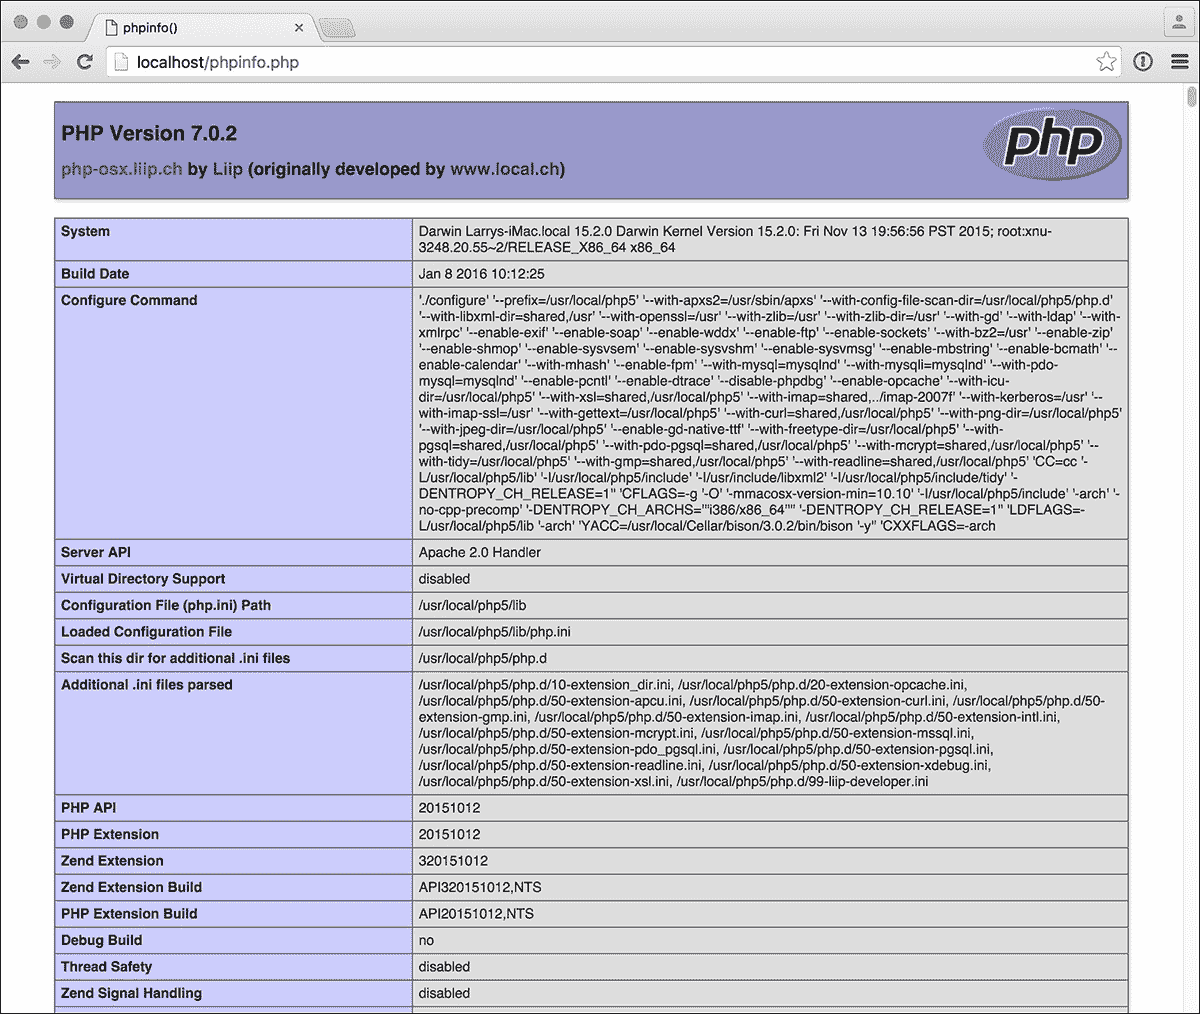 phpinfo()
localhost/phpinfo.php
PHP Version 7.0.2
php
php-osx.liip.ch by Liip (originally developed by www.local.ch)
System Darwin Larrys-iMac.local 15.2.0 Darwin Kernel Version 15.2.0: Fri Nov 13 19:56:56 PST 2015; root:xnu-
3248.20.55~2/RELEASE_X86_64 x86_64
Build Date Jan 8 2016 10:12:25
Configure Command './configure' '--prefix=/usr/local/php5' '--with-apxs2=/usr/sbin/apxs' '--with-config-file-scan-dir=/usr/local/php5/php.d'
'--with-libxml-dir=shared,/usr' '--with-openssl=/usr' '--with-zlib=/usr' '--with-zlib-dir=/usr' '--with-gd' '--with-ldap' '--with-
xmlrpc' '--enable-exif' '--enable-soap' '--enable-wddx' '--enable-ftp' '--enable-sockets' '--with-bz2=/usr' '--enable-zip'
'--enable-shmop' '--enable-sysvsem' '--enable-sysvshm' '--enable-sysvmsg' '--enable-mbstring' '--enable-bcmath' '--
enable-calendar' '--with-mhash' '--enable-fpm' '--with-mysql=mysqlnd' '--with-mysqli=mysqlnd' '--with-pdo-
mysql=mysqlnd' '--enable-pcntl' '--enable-dtrace' '--disable-phpdbg' '--enable-opcache' '--with-icu-
dir=/usr/local/php5' '--with-xsl=shared,/usr/local/php5' '--with-imap=shared,../imap-2007f' '--with-kerberos=/usr' '--
with-imap-ssl=/usr' '--with-gettext=/usr/local/php5' '--with-curl=shared,/usr/local/php5' '--with-png-dir=/usr/local/php5'
'--with-jpeg-dir=/usr/local/php5' '--enable-gd-native-ttf' '--with-freetype-dir=/usr/local/php5' '--with-
pgsql=shared,/usr/local/php5' '--with-pdo-pgsql=shared,/usr/local/php5' '--with-mcrypt=shared,/usr/local/php5' '--
with-tidy=/usr/local/php5' '--with-gmp=shared,/usr/local/php5' '--with-readline=shared,/usr/local/php5' 'CC=cc '-
L/usr/local/php5/lib' '-I/usr/local/php5/include' '-I/usr/include/libxml2' '-I/usr/local/php5/include/tidy' '-
DENTROPY_CH_RELEASE=1" 'CFLAGS=-g '-O' '-mmacosx-version-min=10.10' '-I/usr/local/php5/include' '-arch' '-
no-cpp-precomp' '-DENTROPY_CH_ARCHS='"i386/x86_64"" '-DENTROPY_CH_RELEASE=1" 'LDFLAGS=-
L/usr/local/php5/lib '-arch' 'YACC=/usr/local/Cellar/bison/3.0.2/bin/bison '-y" 'CXXFLAGS=-arch
Server API Apache 2.0 Handler
Virtual Directory Support disabled
Configuration File (php.ini) Path /usr/local/php5/lib
Loaded Configuration File /usr/local/php5/lib/php.ini
Scan this dir for additional .ini files /usr/local/php5/php.d
Additional .ini files parsed /usr/local/php5/php.d/10-extension_dir.ini, /usr/local/php5/php.d/20-extension-opcache.ini,
/usr/local/php5/php.d/50-extension-apcu.ini, /usr/local/php5/php.d/50-extension-curl.ini, /usr/local/php5/php.d/50-
extension-gmp.ini, /usr/local/php5/php.d/50-extension-imap.ini, /usr/local/php5/php.d/50-extension-intl.ini,
/usr/local/php5/php.d/50-extension-mcrypt.ini, /usr/local/php5/php.d/50-extension-mssql.ini,
/usr/local/php5/php.d/50-extension-pdo_pgsql.ini, /usr/local/php5/php.d/50-extension-pgsql.ini,
/usr/local/php5/php.d/50-extension-readline.ini, /usr/local/php5/php.d/50-extension-xdebug.ini,
/usr/local/php5/php.d/50-extension-xsl.ini, /usr/local/php5/php.d/99-liip-developer.ini
PHP API 20151012
PHP Extension 20151012
Zend Extension 320151012
Zend Extension Build API320151012,NTS
PHP Extension Build API20151012,NTS
Debug Build no
Thread Safety disabled
Zend Signal Handling disabled